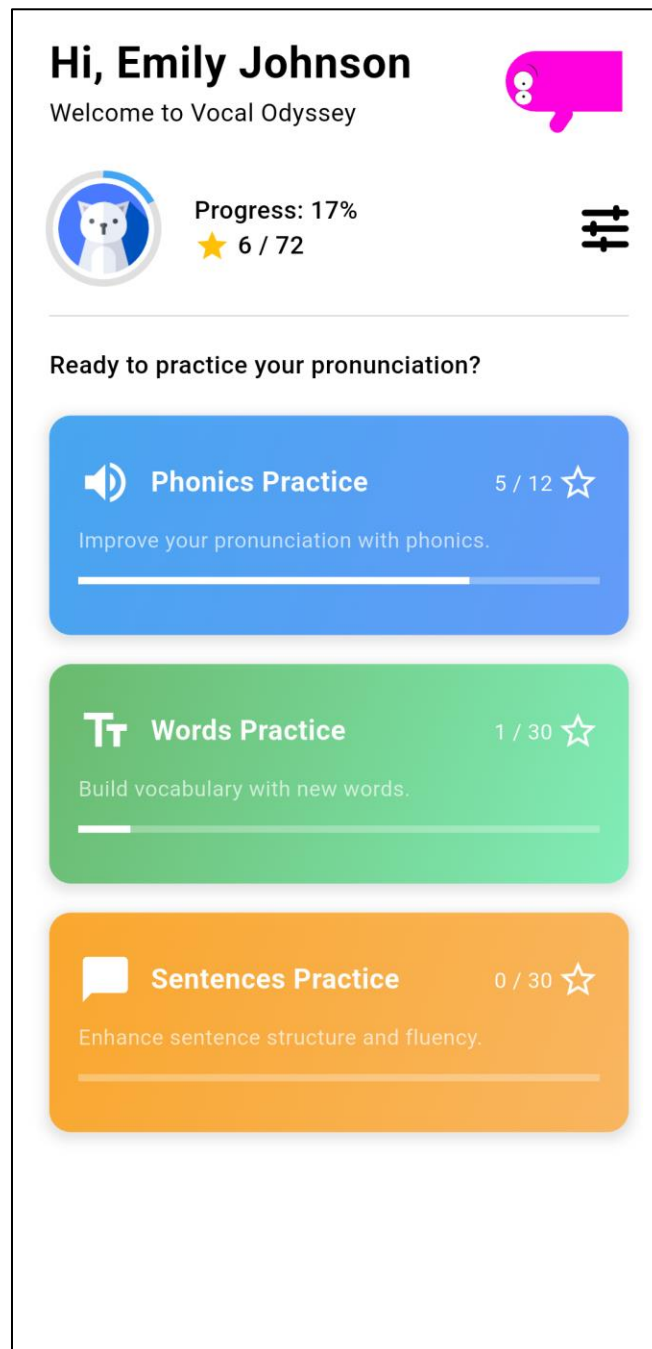 Hi, Emily Johnson
Welcome to Vocal Odyssey
Progress: 17%
6 / 72
Ready to practice your pronunciation?
Phonics Practice
5 / 12
Improve your pronunciation with phonics.
Words Practice
1 / 30
Build vocabulary with new words.
Sentences Practice
0 / 30
Enhance sentence structure and fluency.